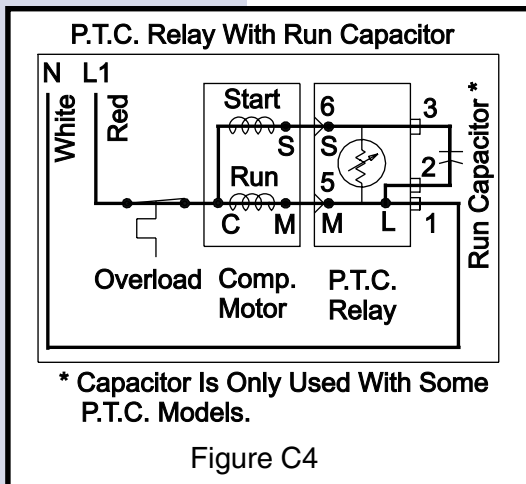 P.T.C. Relay With Run Capacitor
N L1
White
Red
Start
S
Run
C M
6
S
5
M
L
3
2
1
Run Capacitor *
Overload
Comp.
Motor
P.T.C.
Relay
* Capacitor Is Only Used With Some
P.T.C. Models.
Figure C4